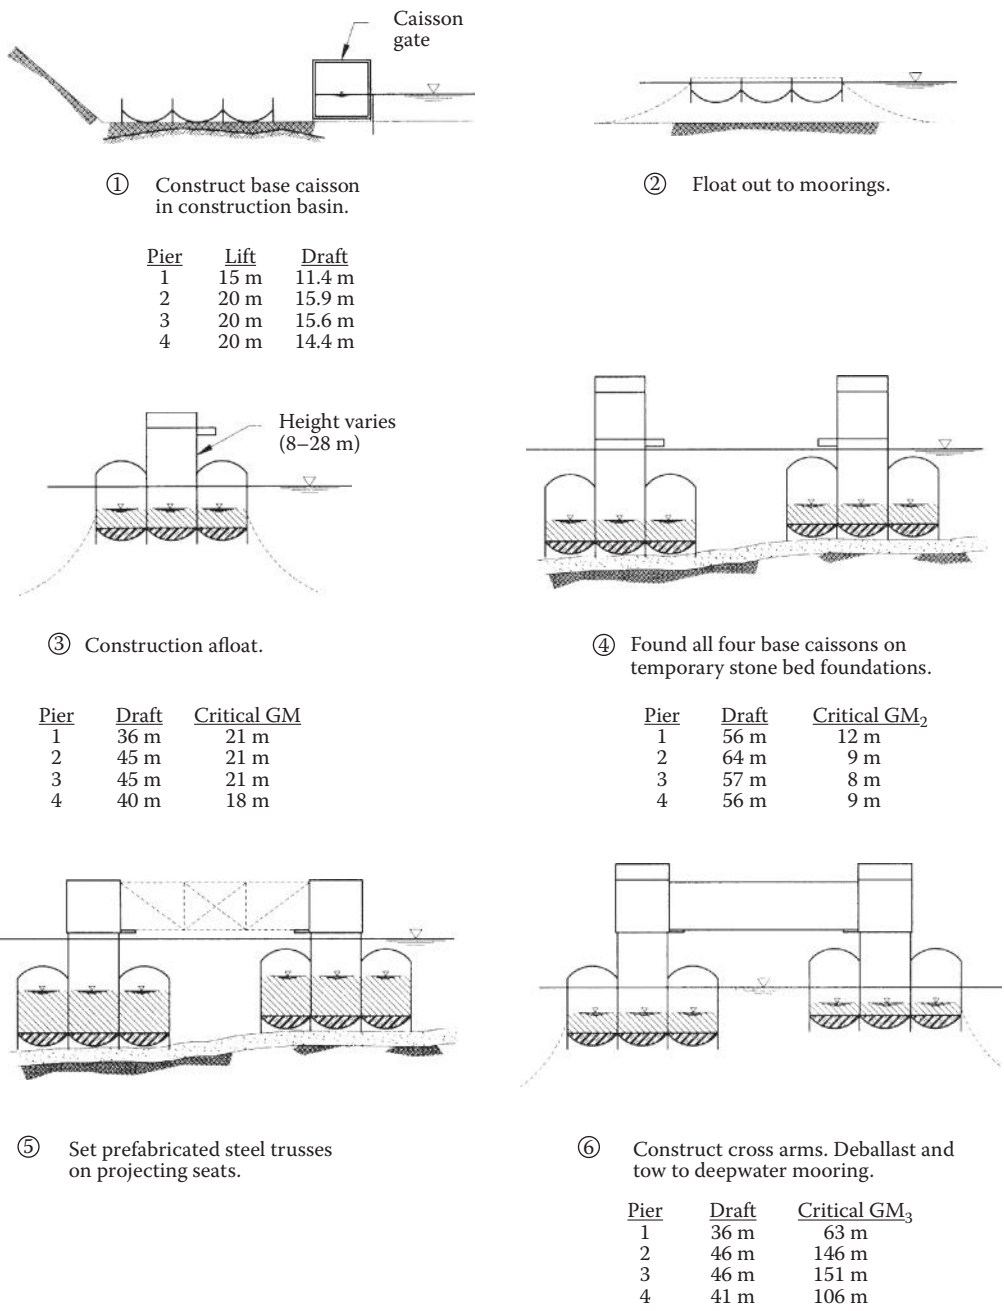 Caisson
gate
① Construct base caisson
in construction basin.
② Float out to moorings.
Pier Lift Draft
1 15 m 11.4 m
2 20 m 15.9 m
3 20 m 15.6 m
4 20 m 14.4 m
Height varies
(8–28 m)
③ Construction afloat.
④ Found all four base caissons on
temporary stone bed foundations.
Pier Draft Critical GM
1 36 m 21 m
2 45 m 21 m
3 45 m 21 m
4 40 m 18 m
Pier Draft Critical GM₂
1 56 m 12 m
2 64 m 9 m
3 57 m 8 m
4 56 m 9 m
⑤ Set prefabricated steel trusses
on projecting seats.
⑥ Construct cross arms. Deballast and
tow to deepwater mooring.
Pier Draft Critical GM₃
1 36 m 63 m
2 46 m 146 m
3 46 m 151 m
4 41 m 106 m